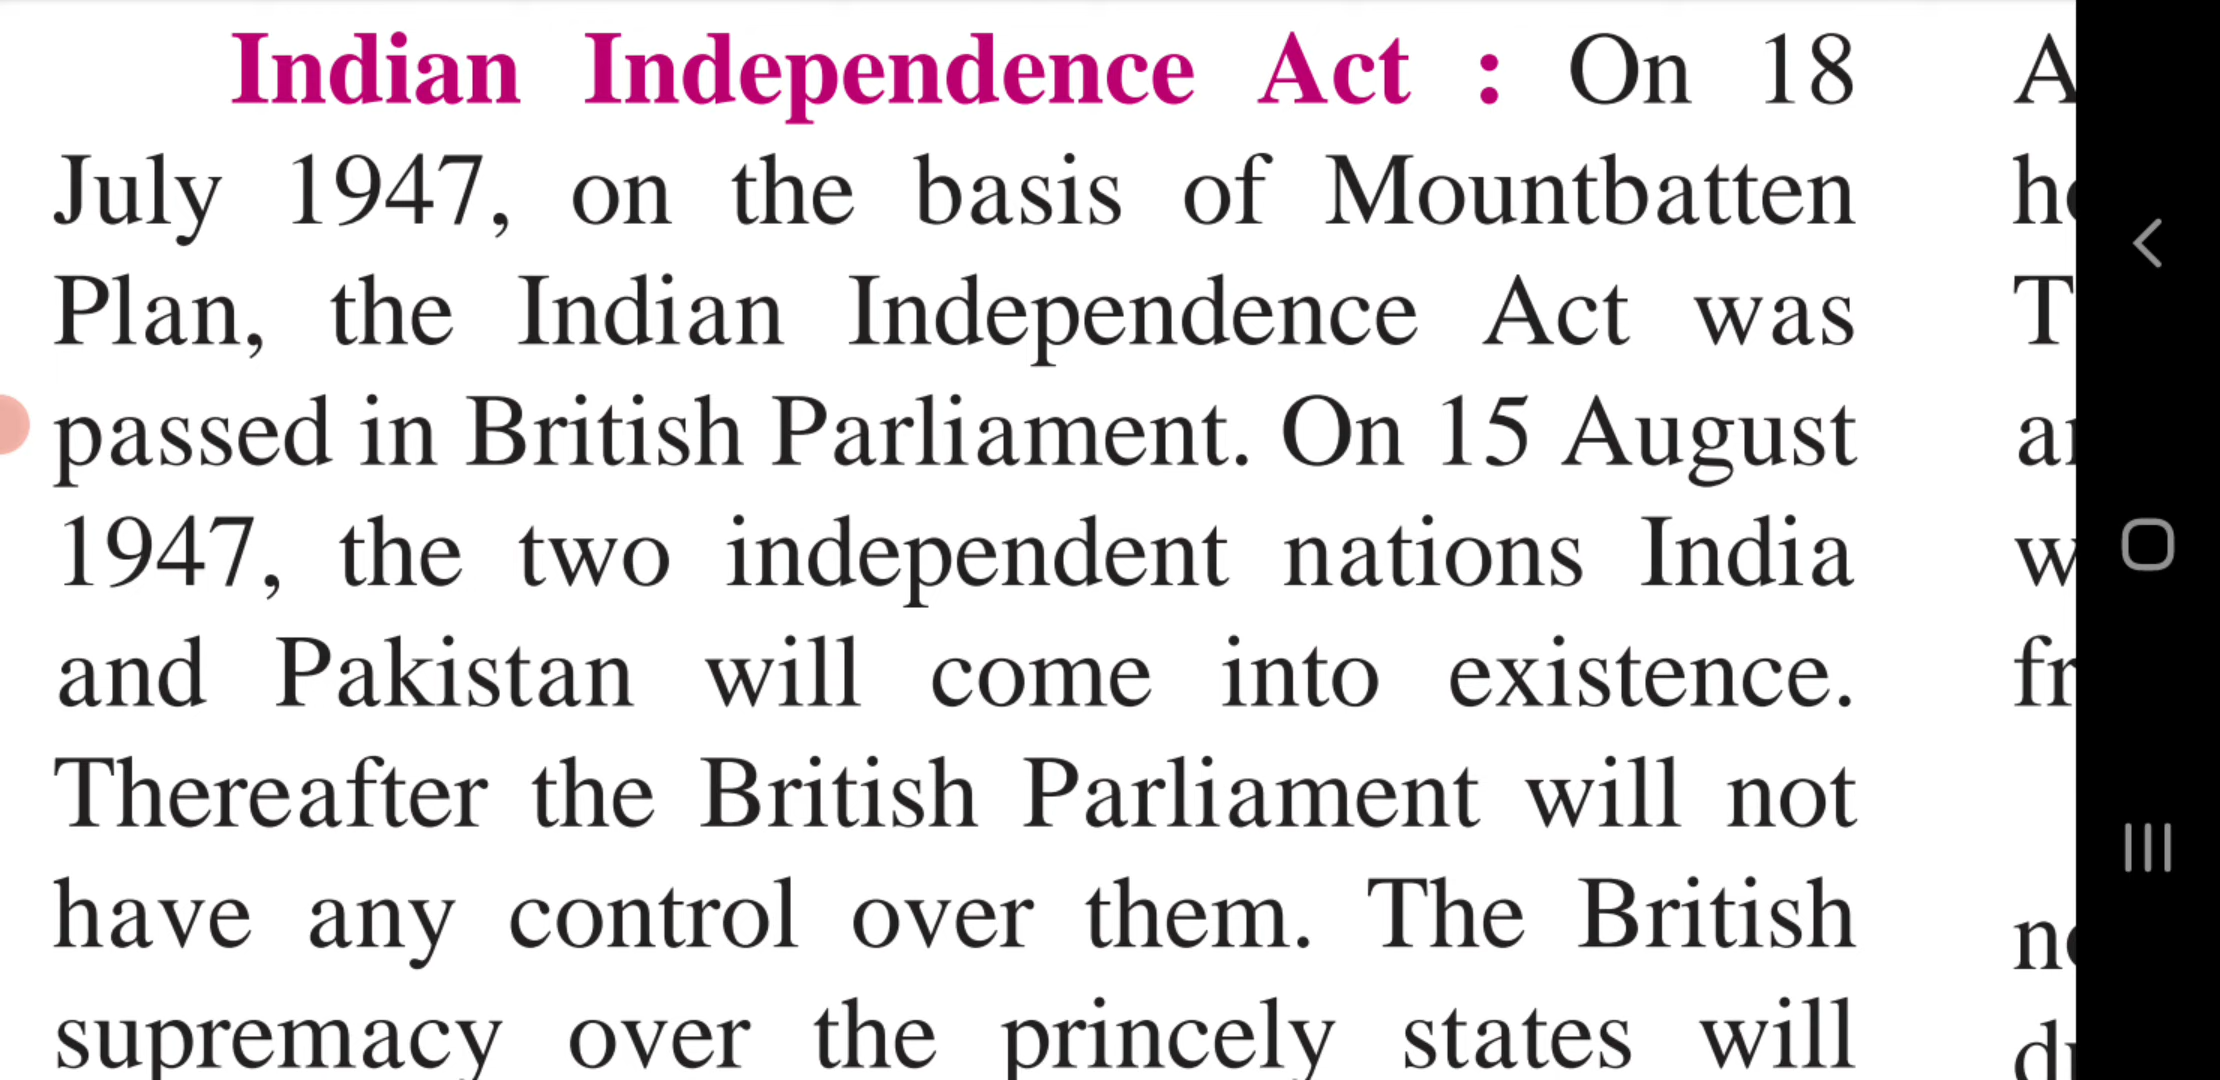 Indian Independence Act : On 18
July 1947, on the basis of Mountbatten
Plan, the Indian Independence Act was
passed in British Parliament. On 15 August
1947, the two independent nations India
and Pakistan will come into existence.
Thereafter the British Parliament will not
have any control over them. The British
supremacy over the princely states will